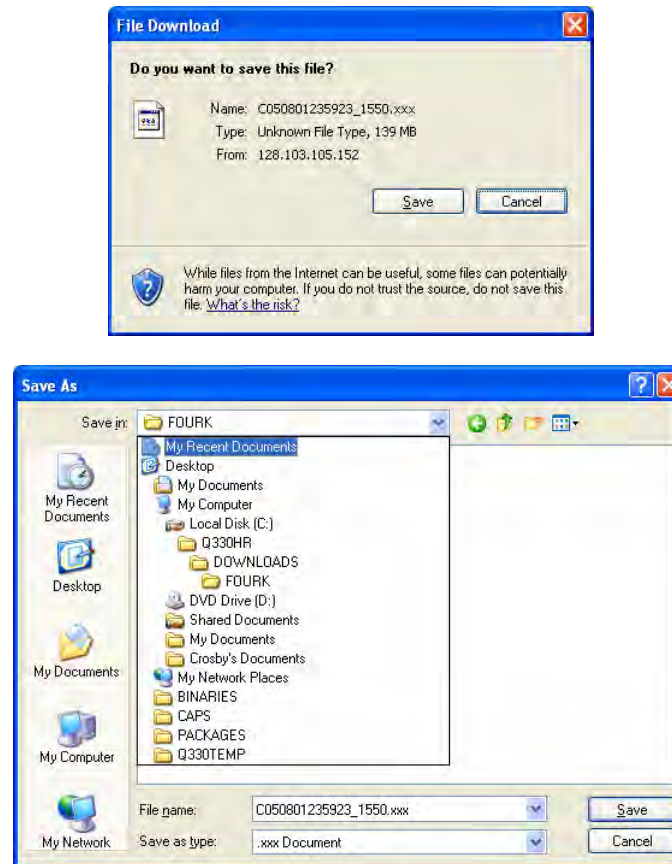 File Download
Do you want to save this file?
Name: C050801235923_1550.xxx
Type: Unknown File Type, 139 MB
From: 128.103.105.152
Save
Cancel
While files from the Internet can be useful, some files can potentially
harm your computer. If you do not trust the source, do not save this
file. What's the risk?
Save As
Save in:
FOURK
My Recent Documents
Desktop
My Documents
My Computer
Local Disk (C:)
Q330HR
DOWNLOADS
FOURK
DVD Drive (D:)
Shared Documents
My Documents
Crosby's Documents
My Network Places
BINARIES
CAPS
PACKAGES
Q330TEMP
My Recent
Documents
Desktop
My Documents
My Computer
My Network
File name:
C050801235923_1550.xxx
Save
Save as type:
.xxx Document
Cancel